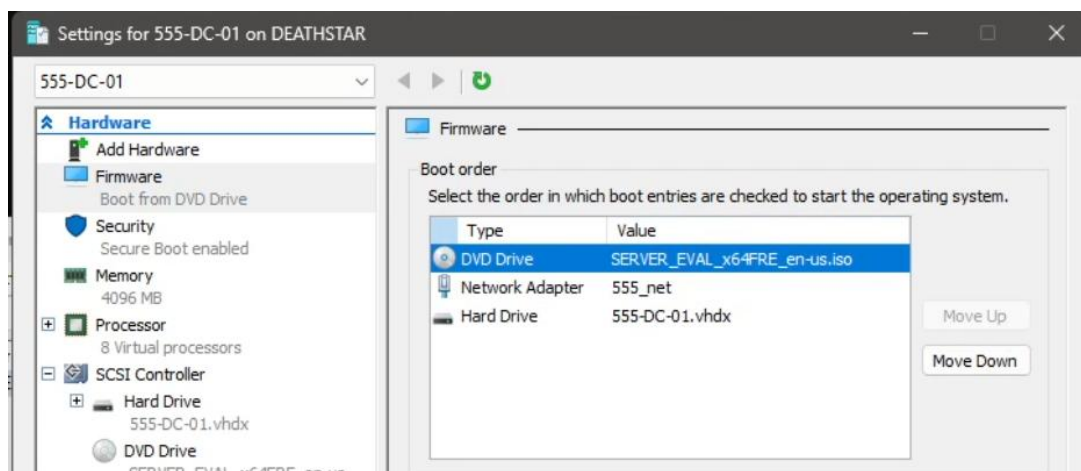 Settings for 555-DC-01 on DEATHSTAR
555-DC-01
Hardware
Add Hardware
Firmware
Boot from DVD Drive
Security
Secure Boot enabled
Memory
4096 MB
Processor
8 Virtual processors
SCSI Controller
Hard Drive
555-DC-01.vhdx
DVD Drive
SERVER_EVAL_x64FRE_en-us
Firmware
Boot order
Select the order in which boot entries are checked to start the operating system.
Type Value
DVD Drive SERVER_EVAL_x64FRE_en-us.iso
Network Adapter 555_net
Hard Drive 555-DC-01.vhdx
Move Up
Move Down